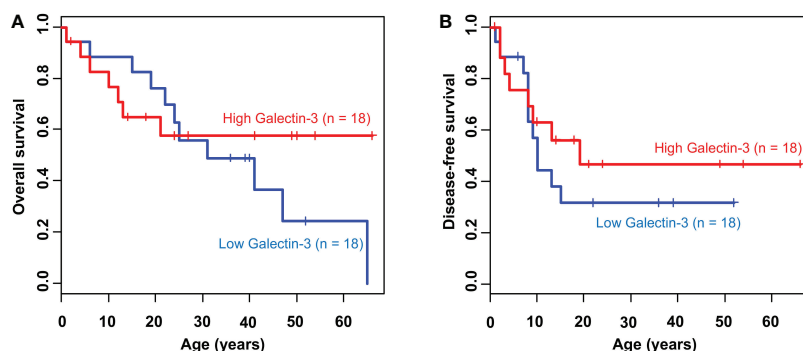 A
Overall survival
1.0
0.8
0.6
0.4
0.2
0.0
High Galectin-3 (n = 18)
Low Galectin-3 (n = 18)
0 10 20 30 40 50 60
Age (years)
B
Disease-free survival
1.0
0.8
0.6
0.4
0.2
0.0
High Galectin-3 (n = 18)
Low Galectin-3 (n = 18)
0 10 20 30 40 50 60
Age (years)